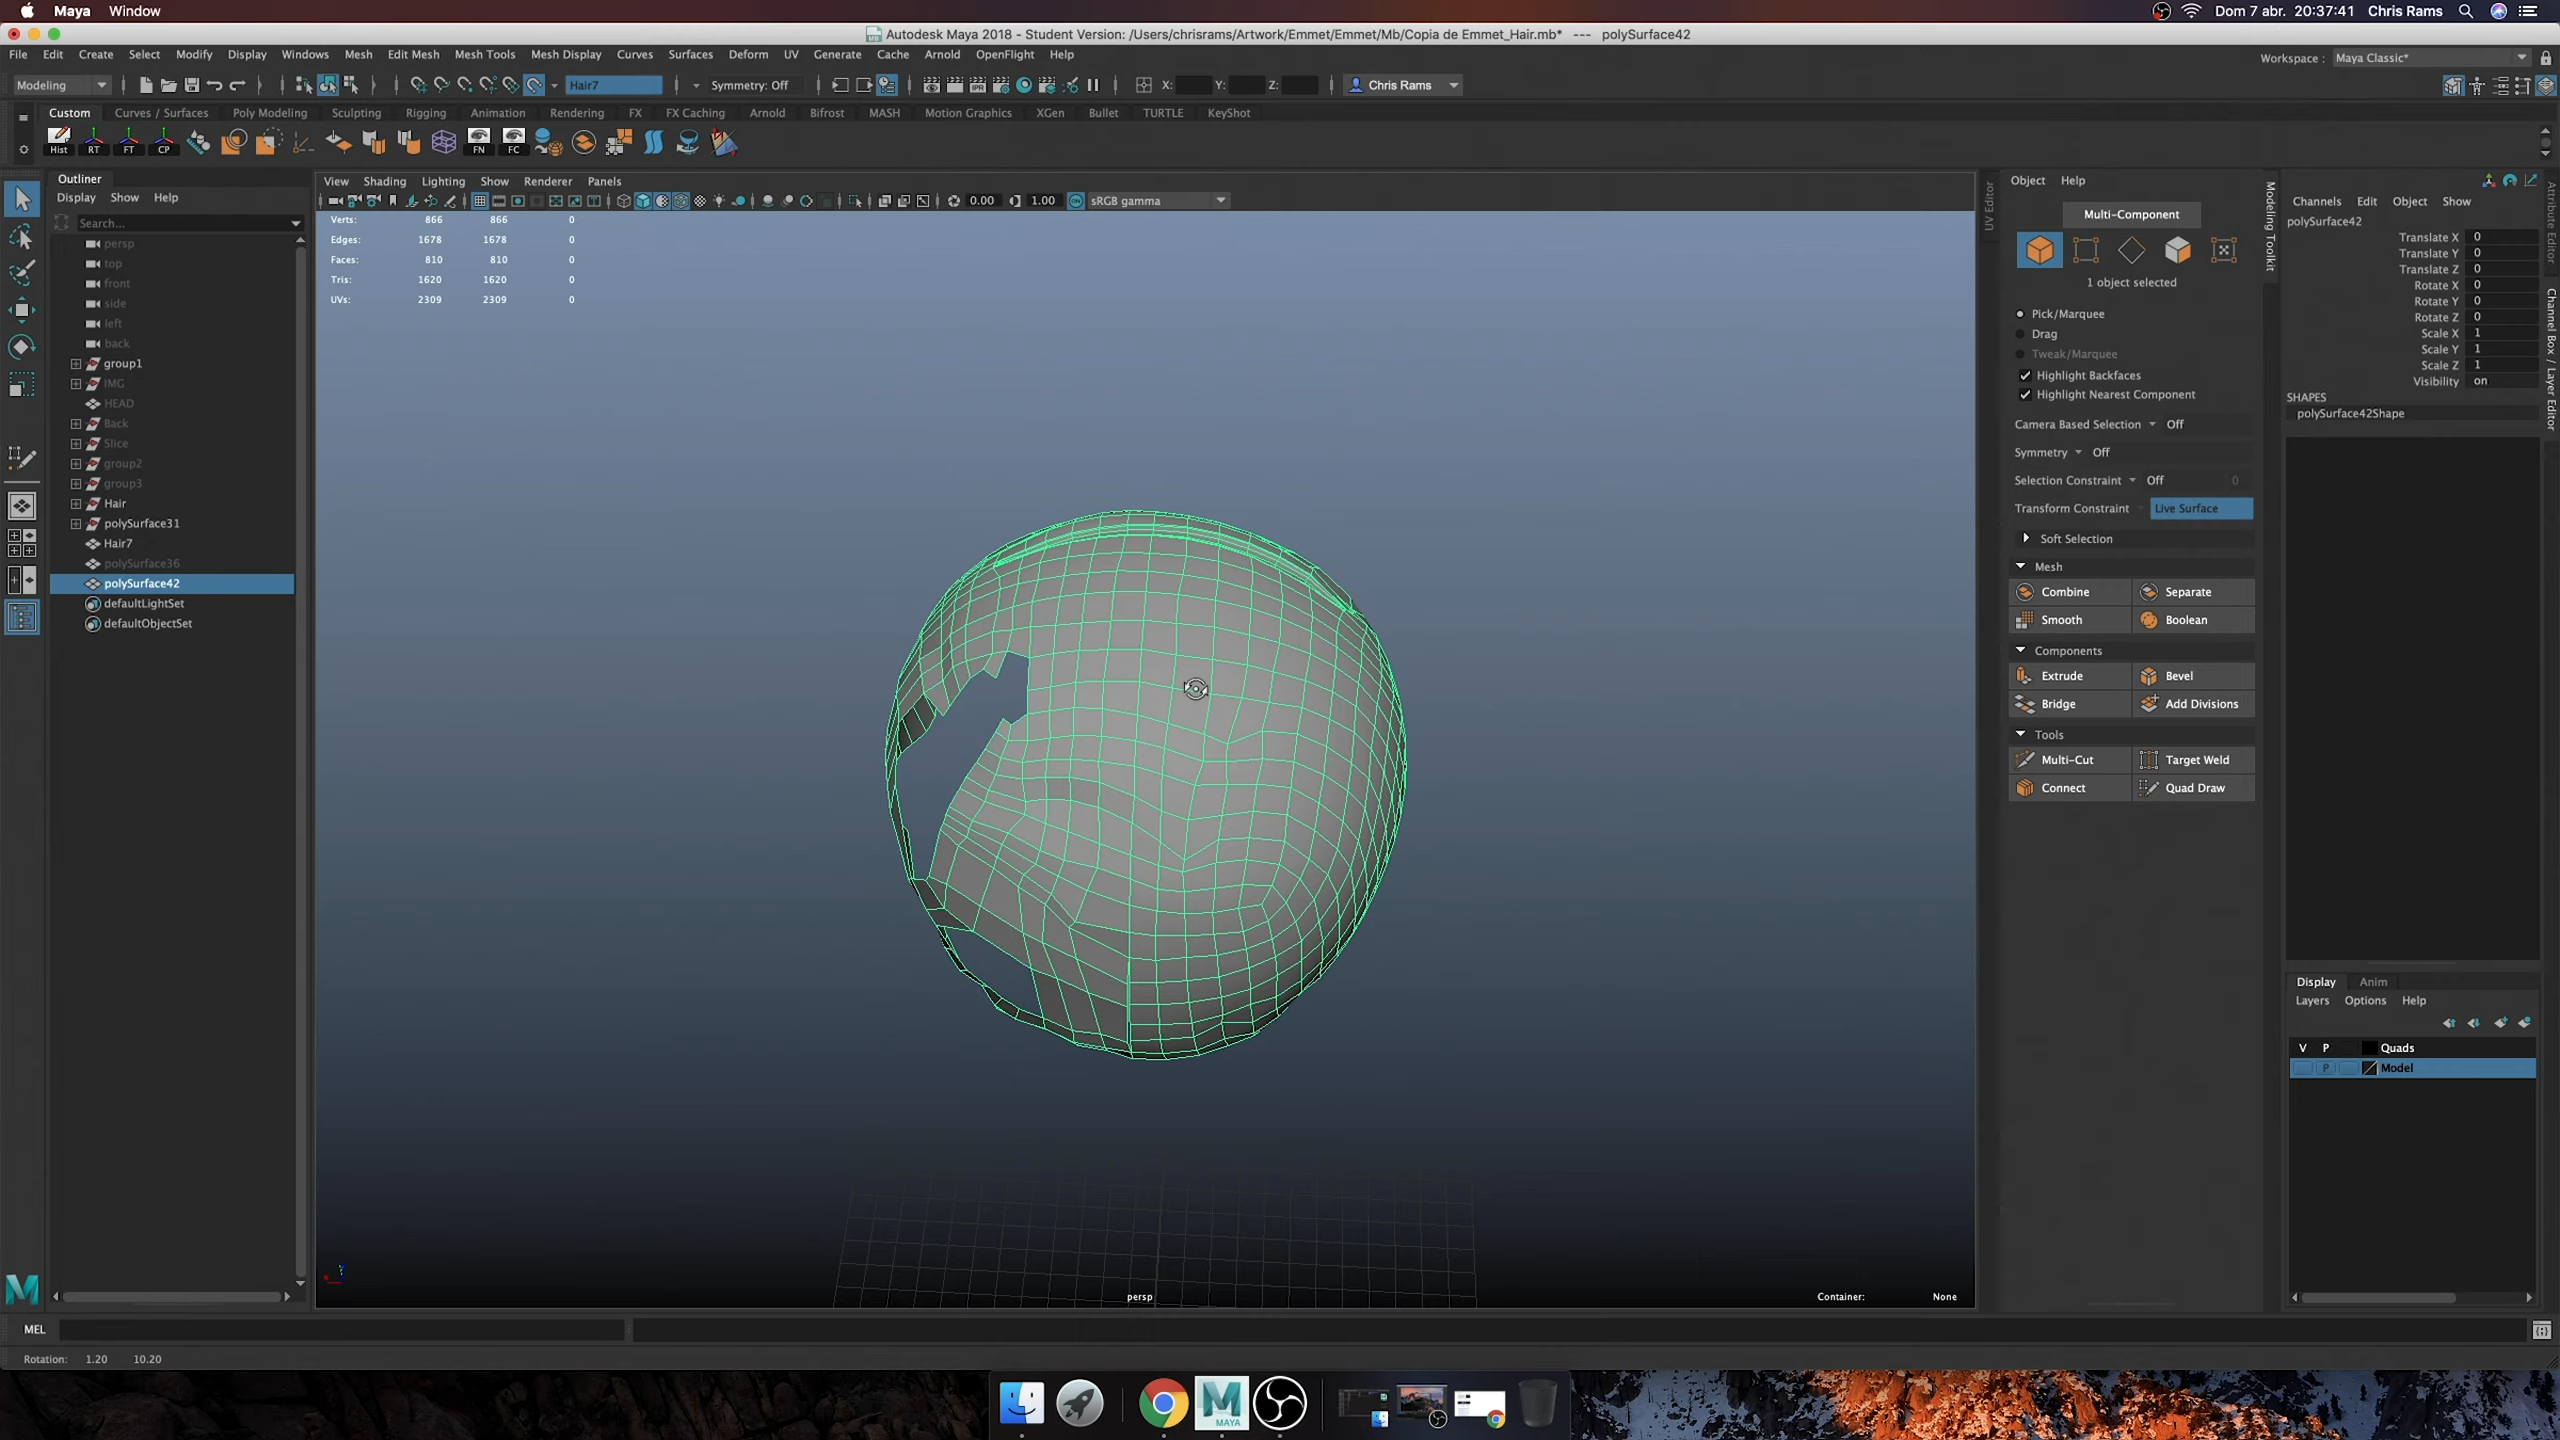 Maya Window Dom 7 abr. 20:37:41 Chris Rams
Autodesk Maya 2018 - Student Version: /Users/chrisrams/Artwork/Emmet/Emmet/Mb/Copia de Emmet_Hair.mb* --- polySurface42
File Edit Create Select Modify Display Windows Mesh Edit Mesh Mesh Tools Mesh Display Curves Surfaces Deform UV Generate Cache Arnold OpenFlight Help Workspace : Maya Classic*
Modeling Hair7 Symmetry: Off IPR X: Y: Z: Chris Rams
Custom Curves / Surfaces Poly Modeling Sculpting Rigging Animation Rendering FX FX Caching Arnold Bifrost MASH Motion Graphics XGen Bullet TURTLE KeyShot
Hist RT FT CP FN FC
Outliner
Display Show Help
Search...
persp
top
front
side
left
back
group1
IMG
HEAD
Back
Slice
group2
group3
Hair
polySurface31
Hair7
polySurface36
polySurface42
defaultLightSet
defaultObjectSet
View Shading Lighting Show Renderer Panels
0.00 1.00 sRGB gamma
Verts: 866 866 0
Edges: 1678 1678 0
Faces: 810 810 0
Tris: 1620 1620 0
UVs: 2309 2309 0
persp
Container: None
UV Editor
Object Help
Multi-Component
1 object selected
Pick/Marquee
Drag
Tweak/Marquee
Highlight Backfaces
Highlight Nearest Component
Camera Based Selection Off
Symmetry Off
Selection Constraint Off 0
Transform Constraint Live Surface
Soft Selection
Mesh
Combine Separate
Smooth Boolean
Components
Extrude Bevel
Bridge Add Divisions
Tools
Multi-Cut Target Weld
Connect Quad Draw
Modeling Toolkit
Channels Edit Object Show
polySurface42
Translate X 0
Translate Y 0
Translate Z 0
Rotate X 0
Rotate Y 0
Rotate Z 0
Scale X 1
Scale Y 1
Scale Z 1
Visibility on
SHAPES
polySurface42Shape
Attribute Editor
Channel Box / Layer Editor
Display Anim
Layers Options Help
V P Quads
P Model
MEL
Rotation: 1.20 10.20
MAYA